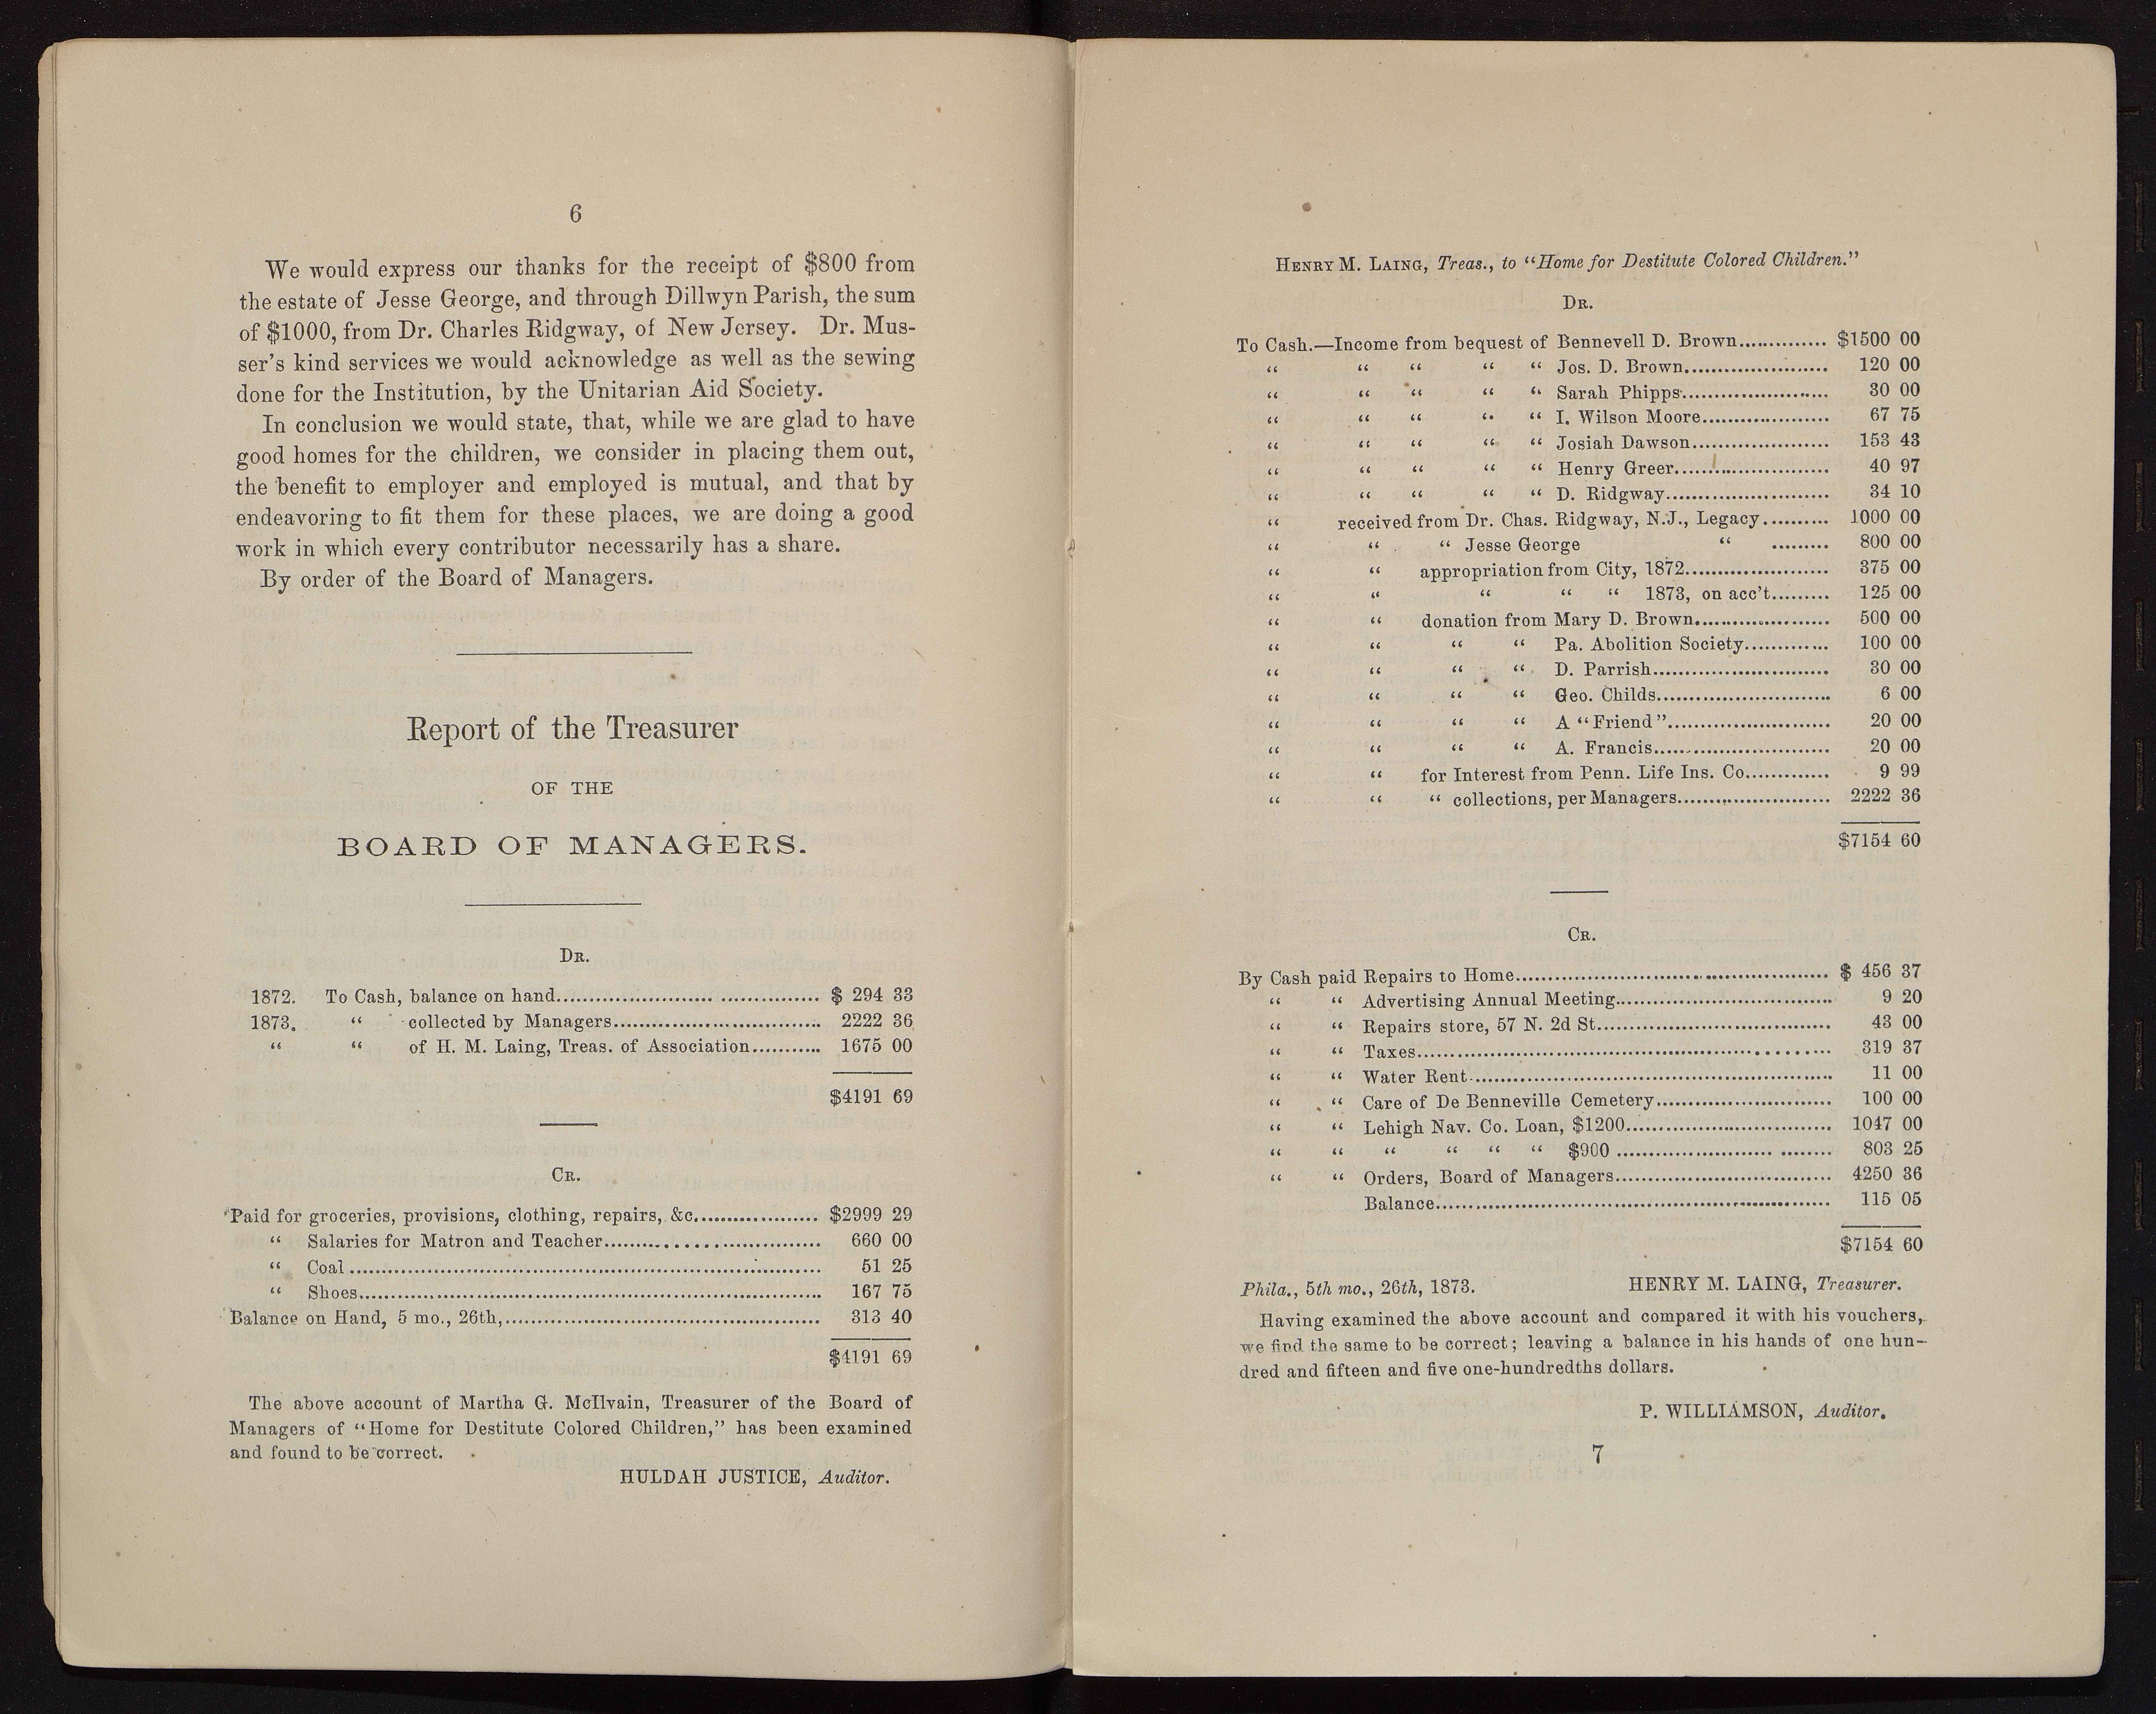 6
We would express our thanks for the receipt of $800 from
the estate of Jesse George, and through Dillwyn Parish, the sum
of $1000, from Dr. Charles Ridgway, of New Jersey. Dr. Mus-
ser's kind services we would acknowledge as well as the sewing
done for the Institution, by the Unitarian Aid Society.
In conclusion we would state, that, while we are glad to have
good homes for the children, we consider in placing them out,
the benefit to employer and employed is mutual, and that by
endeavoring to fit them for these places, we are doing a good
work in which every contributor necessarily has a share.
By order of the Board of Managers.
Report of the Treasurer
OF THE
BOARD OF MANAGERS.
DR.
1872. To Cash, balance on hand.......... $ 294 33
1873. “ collected by Managers.......... 2222 36
“ “ of H. M. Laing, Treas. of Association.......... 1675 00
$4191 69
CR.
Paid for groceries, provisions, clothing, repairs, &c.......... $2999 29
“ Salaries for Matron and Teacher.......... 660 00
“ Coal.......... 51 25
“ Shoes.......... 167 75
Balance on Hand, 5 mo., 26th,.......... 313 40
$4191 69
The above account of Martha G. McIlvain, Treasurer of the Board of
Managers of “Home for Destitute Colored Children,” has been examined
and found to be correct.
HULDAH JUSTICE, Auditor.
HENRY M. LAING, Treas., to “Home for Destitute Colored Children.”
DR.
To Cash.—Income from bequest of Bennevell D. Brown.......... $1500 00
“ “ “ “ “ Jos. D. Brown.......... 120 00
“ “ “ “ “ Sarah Phipps.......... 30 00
“ “ “ “ “ I. Wilson Moore.......... 67 75
“ “ “ “ “ Josiah Dawson.......... 153 43
“ “ “ “ “ Henry Greer.......... 40 97
“ “ “ “ “ D. Ridgway.......... 34 10
“ received from Dr. Chas. Ridgway, N.J., Legacy.......... 1000 00
“ “ “ Jesse George “ ......... 800 00
“ “ appropriation from City, 1872.......... 375 00
“ “ “ “ “ 1873, on acc't......... 125 00
“ “ donation from Mary D. Brown.......... 500 00
“ “ “ “ Pa. Abolition Society.......... 100 00
“ “ “ “ D. Parrish.......... 30 00
“ “ “ “ Geo. Childs.......... 6 00
“ “ “ “ A “Friend”.......... 20 00
“ “ “ “ A. Francis.......... 20 00
“ “ for Interest from Penn. Life Ins. Co.......... 9 99
“ “ “ collections, per Managers.......... 2222 36
$7154 60
CR.
By Cash paid Repairs to Home.......... $ 456 37
“ “ Advertising Annual Meeting.......... 9 20
“ “ Repairs store, 57 N. 2d St.......... 43 00
“ “ Taxes.......... 319 37
“ “ Water Rent.......... 11 00
“ “ Care of De Benneville Cemetery.......... 100 00
“ “ Lehigh Nav. Co. Loan, $1200.......... 1047 00
“ “ “ “ “ “ $900 .......... 803 25
“ “ Orders, Board of Managers.......... 4250 36
Balance.......... 115 05
$7154 60
Phila., 5th mo., 26th, 1873. HENRY M. LAING, Treasurer.
Having examined the above account and compared it with his vouchers,
we find the same to be correct; leaving a balance in his hands of one hun-
dred and fifteen and five one-hundredths dollars.
P. WILLIAMSON, Auditor.
7